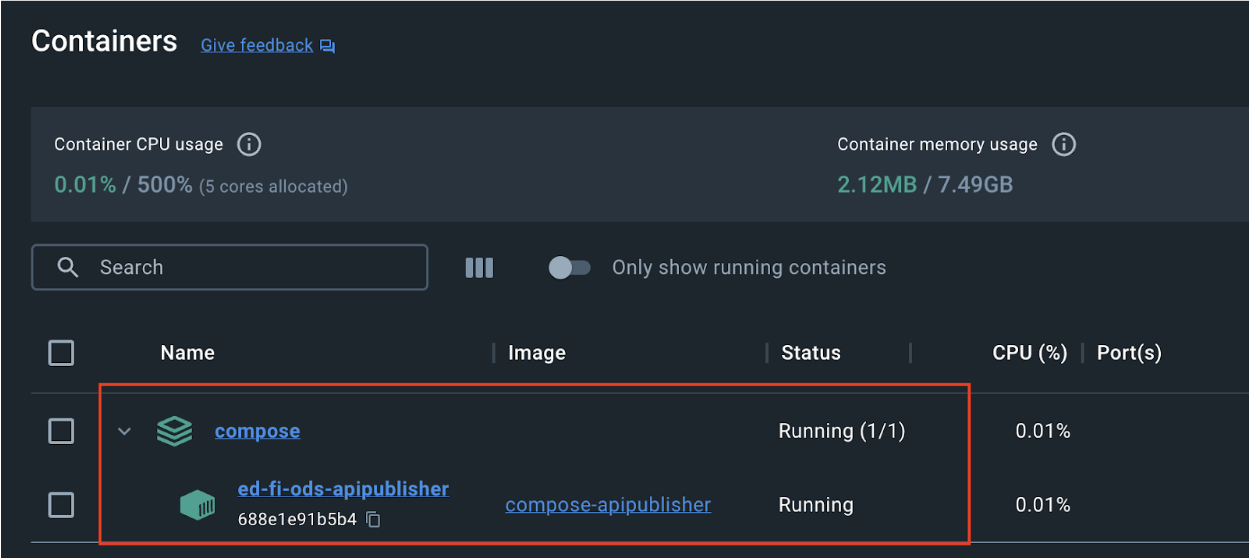 Containers Give feedback
Container CPU usage Container memory usage
0.01% / 500% (5 cores allocated) 2.12MB / 7.49GB
Search Only show running containers
Name Image Status CPU (%) Port(s)
compose Running (1/1) 0.01%
ed-fi-ods-apipublisher compose-apipublisher Running 0.01%
688e1e91b5b4